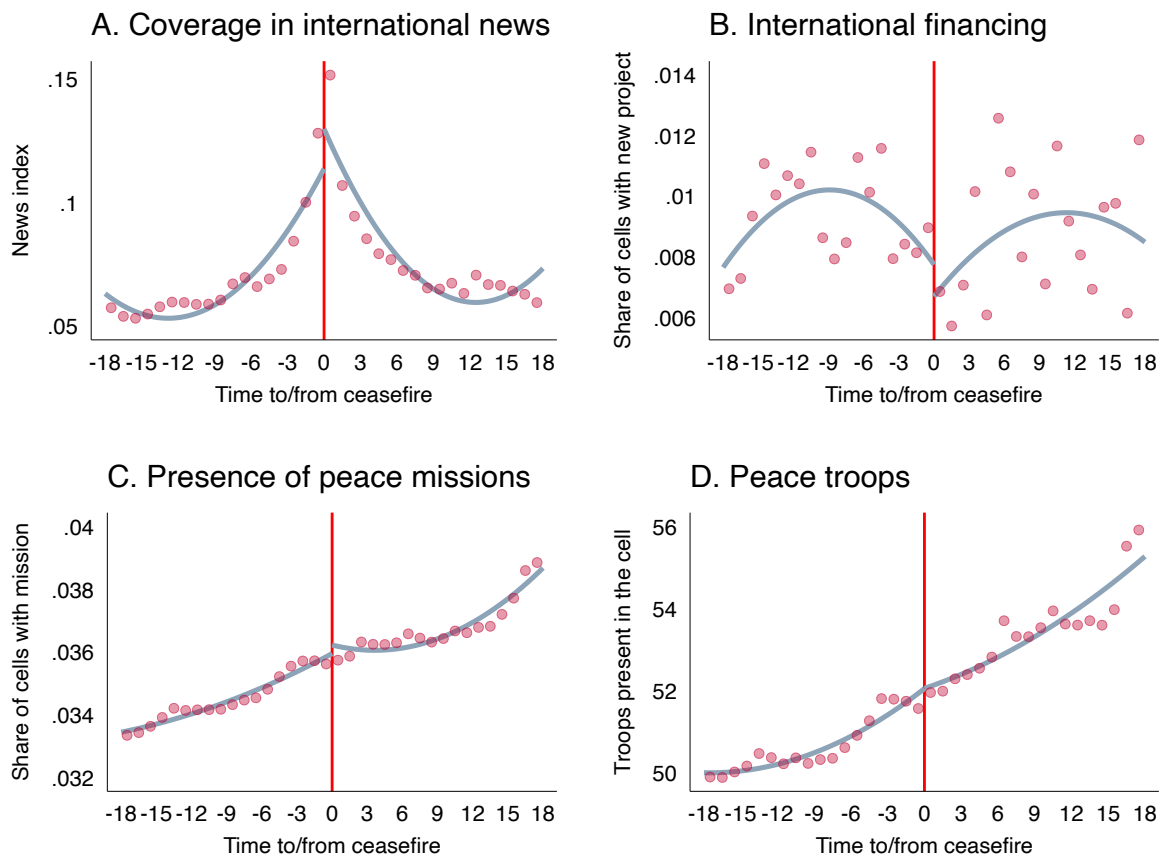 A. Coverage in international news
News index
.15
.1
.05
-18 -15 -12 -9 -6 -3 0 3 6 9 12 15 18
Time to/from ceasefire
B. International financing
Share of cells with new project
.014
.012
.01
.008
.006
-18 -15 -12 -9 -6 -3 0 3 6 9 12 15 18
Time to/from ceasefire
C. Presence of peace missions
Share of cells with mission
.04
.038
.036
.034
.032
-18 -15 -12 -9 -6 -3 0 3 6 9 12 15 18
Time to/from ceasefire
D. Peace troops
Troops present in the cell
56
54
52
50
-18 -15 -12 -9 -6 -3 0 3 6 9 12 15 18
Time to/from ceasefire